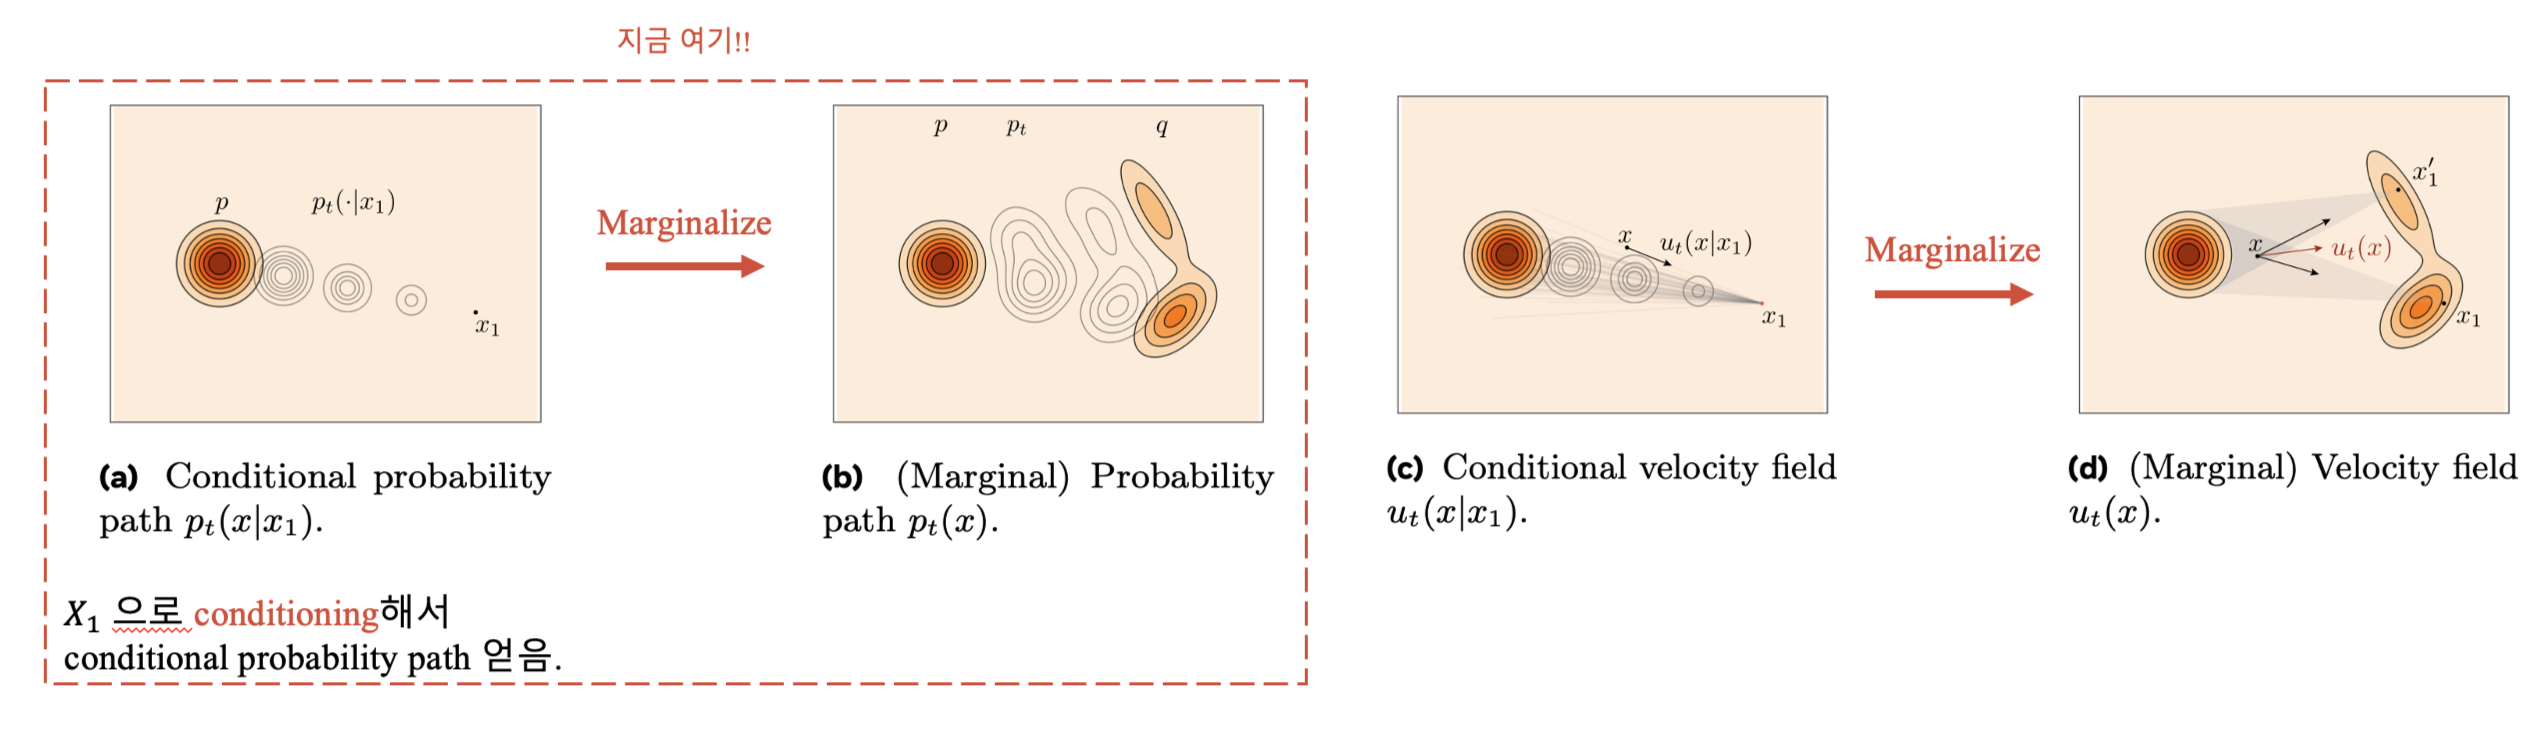 지금 여기!!
p
p_t(·|x_1)
x_1
Marginalize
p p_t q
x u_t(x|x_1)
x_1
Marginalize
x'_1
x u_t(x)
x_1
(a) Conditional probability
path p_t(x|x_1).
(b) (Marginal) Probability
path p_t(x).
(c) Conditional velocity field
u_t(x|x_1).
(d) (Marginal) Velocity field
u_t(x).
X_1 으로 conditioning해서
conditional probability path 얻음.